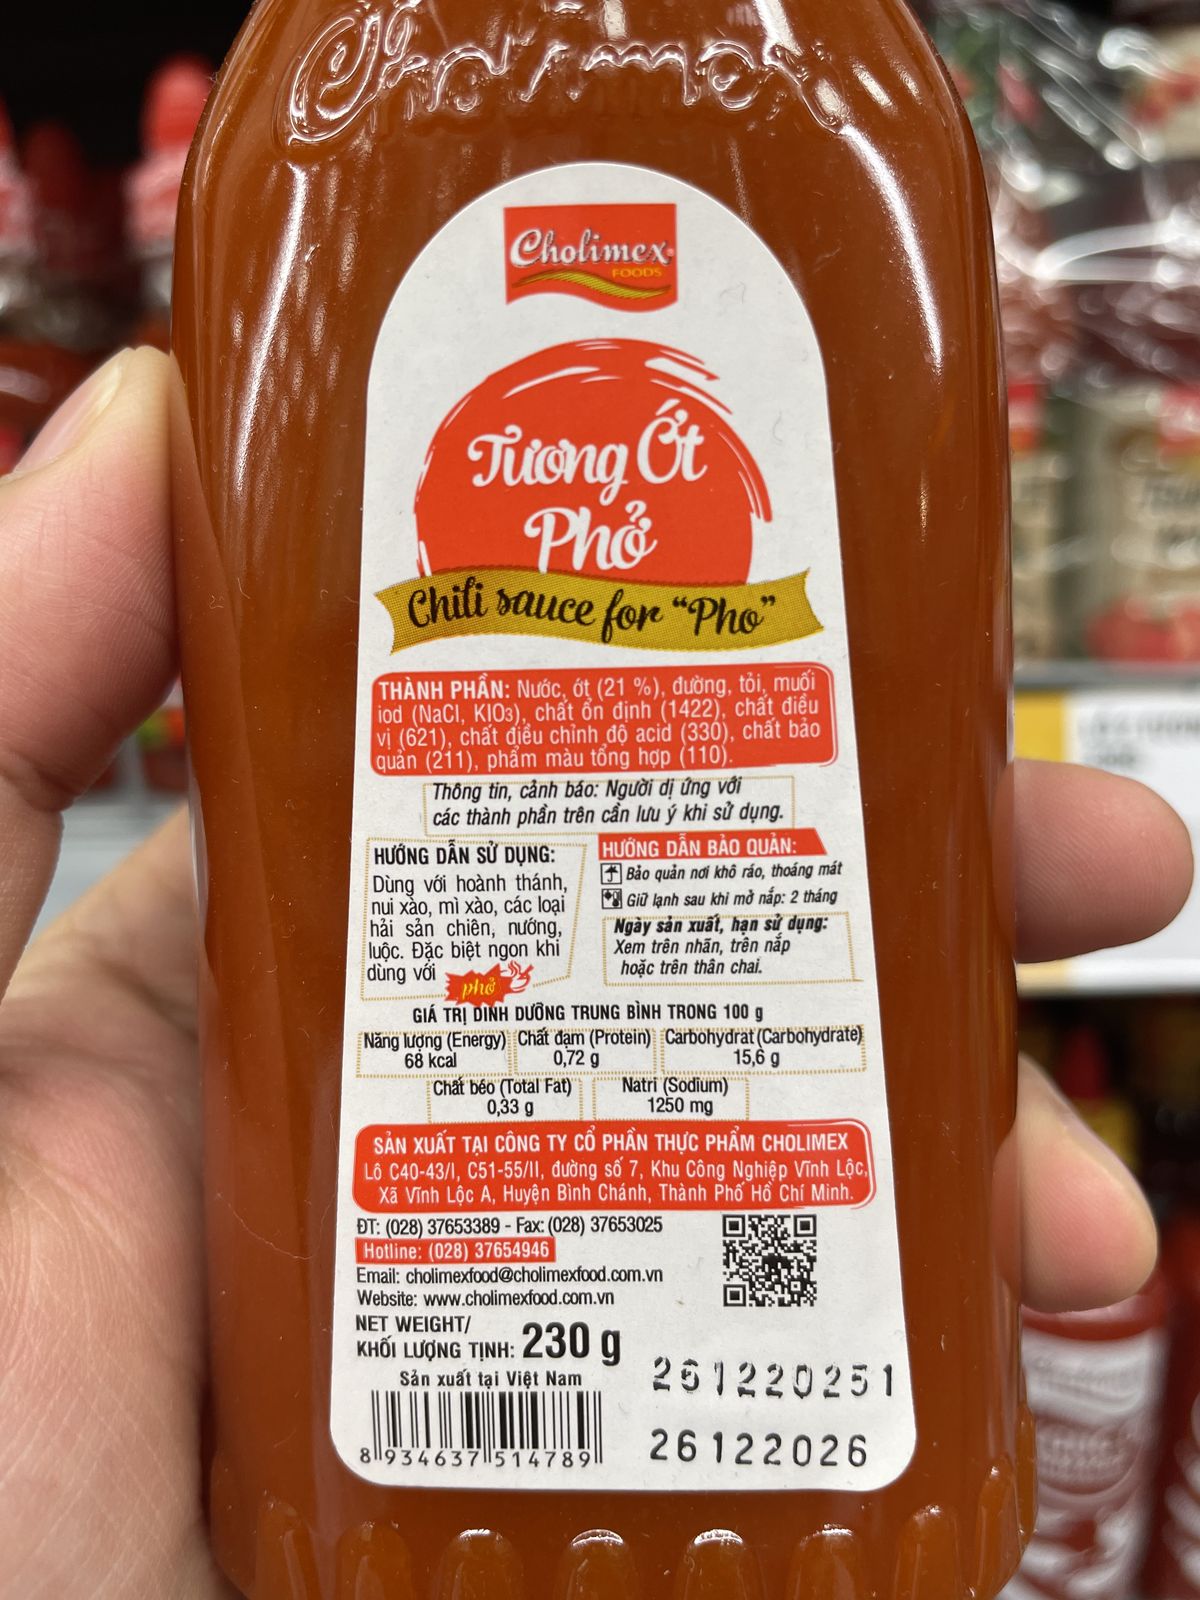 Cholimex
Cholimex
FOODS
Tương Ớt
Phở
Chili sauce for “Pho”
THÀNH PHẦN: Nước, ớt (21 %), đường, tỏi, muối
iod (NaCl, KIO3), chất ổn định (1422), chất điều
vị (621), chất điều chỉnh độ acid (330), chất bảo
quản (211), phẩm màu tổng hợp (110).
Thông tin, cảnh báo: Người dị ứng với
các thành phần trên cần lưu ý khi sử dụng.
HƯỚNG DẪN SỬ DỤNG:
Dùng với hoành thánh,
nui xào, mì xào, các loại
hải sản chiên, nướng,
luộc. Đặc biệt ngon khi
dùng với phở
HƯỚNG DẪN BẢO QUẢN:
Bảo quản nơi khô ráo, thoáng mát
Giữ lạnh sau khi mở nắp: 2 tháng
Ngày sản xuất, hạn sử dụng:
Xem trên nhãn, trên nắp
hoặc trên thân chai.
GIÁ TRỊ DINH DƯỠNG TRUNG BÌNH TRONG 100 g
Năng lượng (Energy)
68 kcal
Chất đạm (Protein)
0,72 g
Carbohydrat (Carbohydrate)
15,6 g
Chất béo (Total Fat)
0,33 g
Natri (Sodium)
1250 mg
SẢN XUẤT TẠI CÔNG TY CỔ PHẦN THỰC PHẨM CHOLIMEX
Lô C40-43/I, C51-55/II, đường số 7, Khu Công Nghiệp Vĩnh Lộc,
Xã Vĩnh Lộc A, Huyện Bình Chánh, Thành Phố Hồ Chí Minh.
ĐT: (028) 37653389 - Fax: (028) 37653025
Hotline: (028) 37654946
Email: cholimexfood@cholimexfood.com.vn
Website: www.cholimexfood.com.vn
NET WEIGHT/
KHỐI LƯỢNG TỊNH: 230 g
Sản xuất tại Việt Nam
8 934637 514789
261220251
26122026